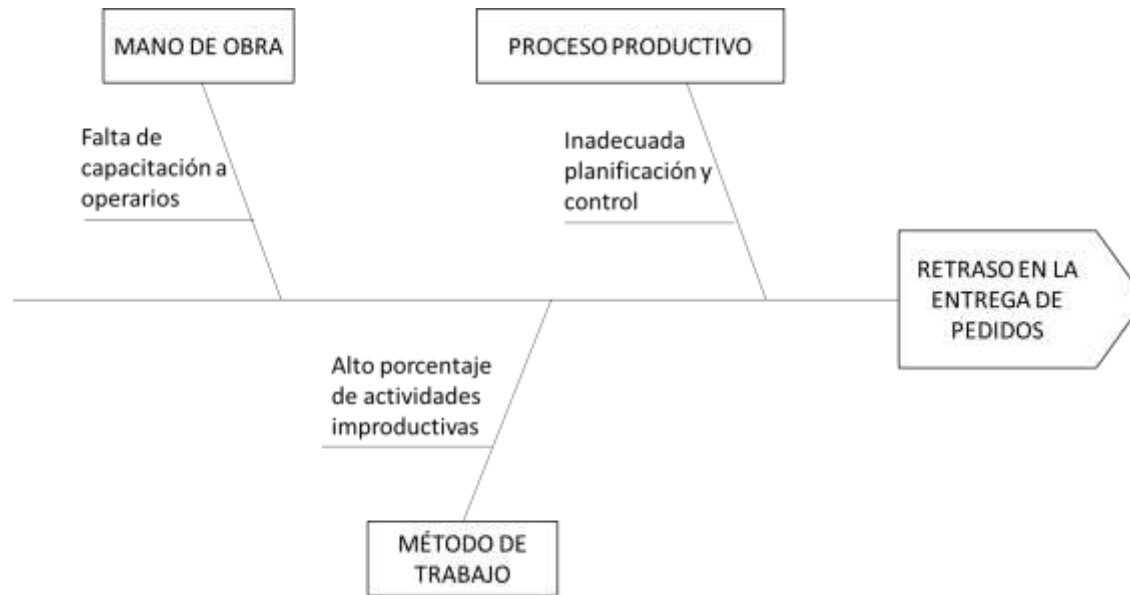 MANO DE OBRA
PROCESO PRODUCTIVO
Falta de
capacitación a
operarios
Inadecuada
planificación y
control
RETRASO EN LA
ENTREGA DE
PEDIDOS
Alto porcentaje
de actividades
improductivas
MÉTODO DE
TRABAJO